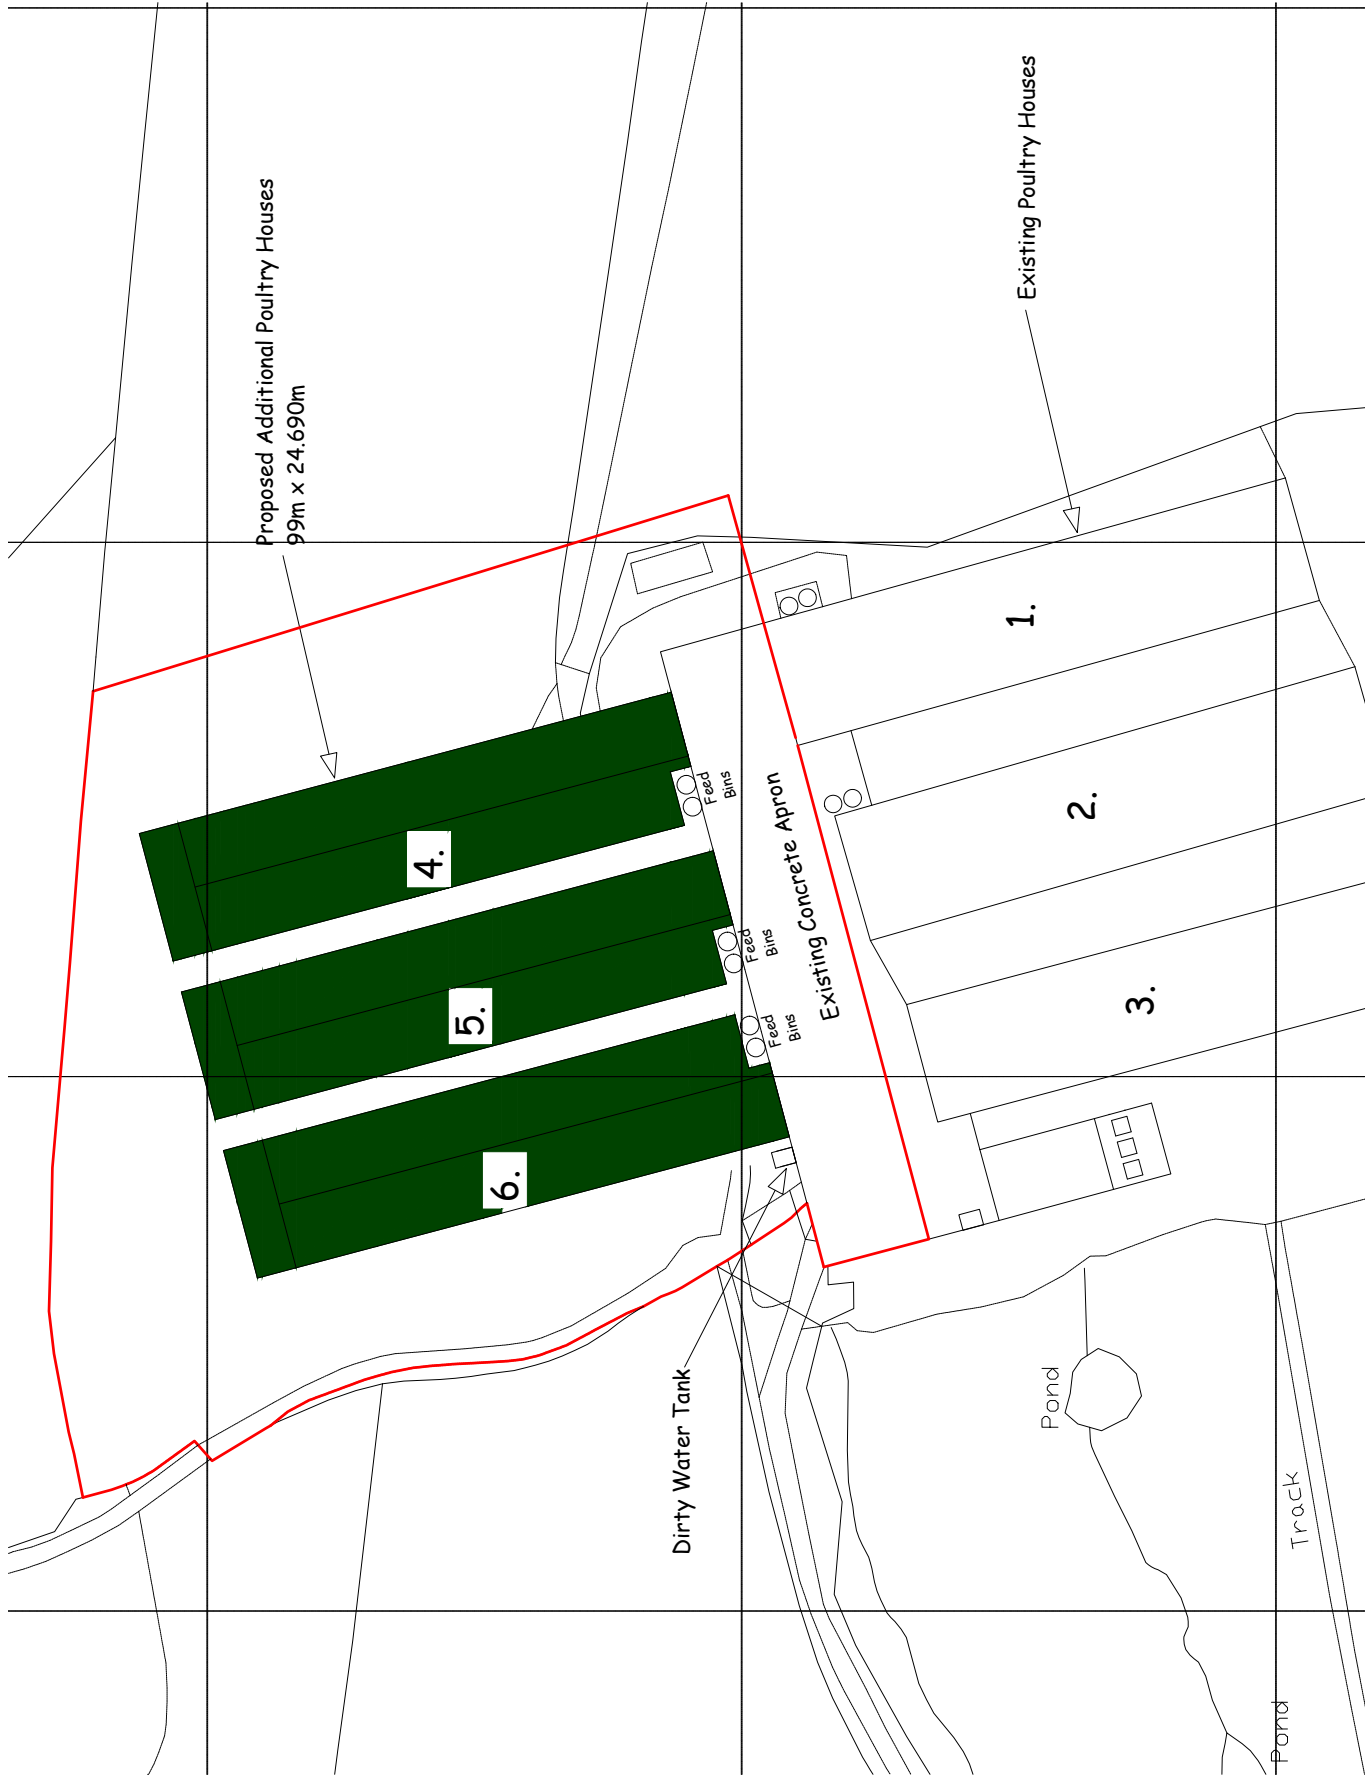 Proposed Additional Poultry Houses
99m x 24.690m
Existing Poultry Houses
1.
2.
3.
4.
5.
6.
Feed
Bins
Feed
Bins
Feed
Bins
Existing Concrete Apron
Dirty Water Tank
Pond
Track
Pond